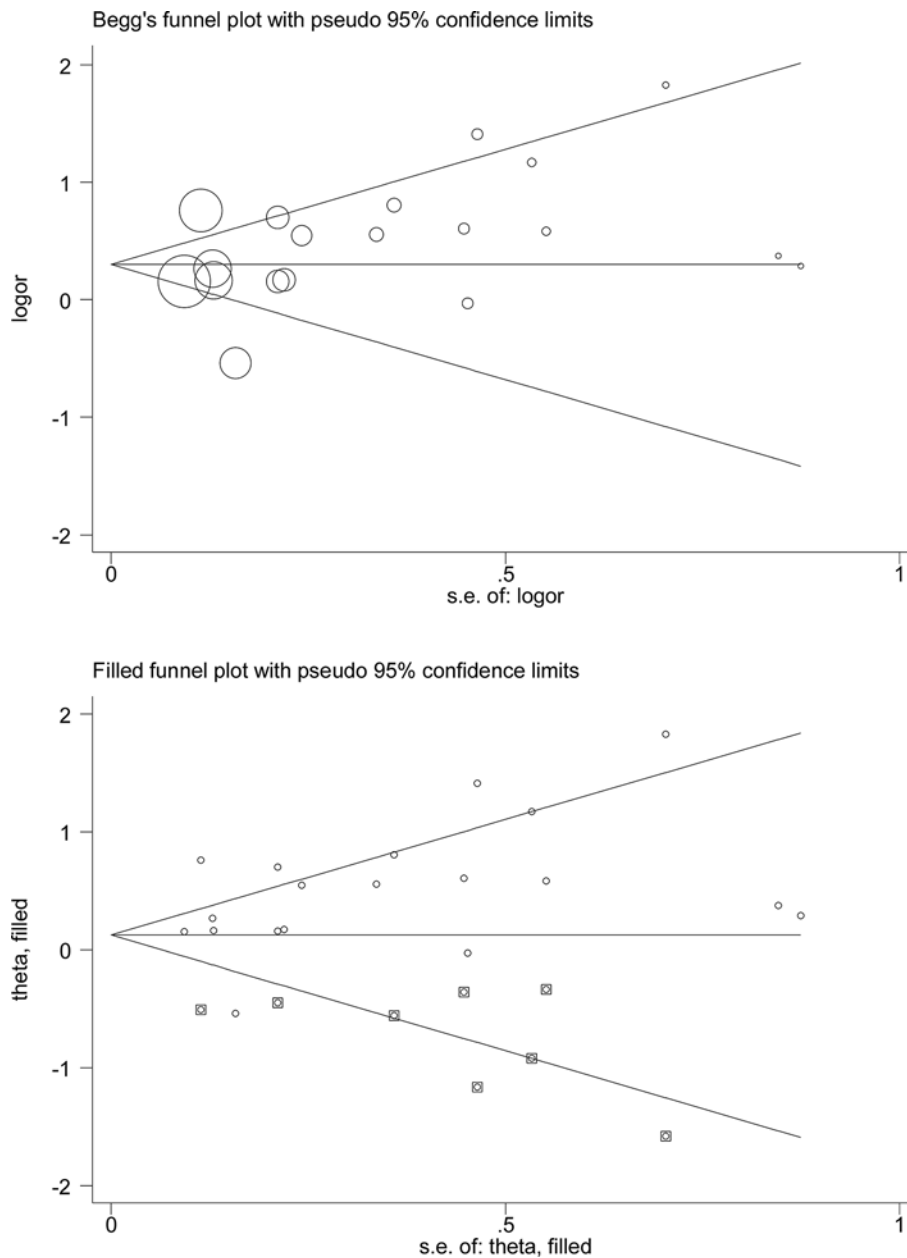 Begg's funnel plot with pseudo 95% confidence limits
2
1
0
-1
-2
logor
0 .5 1
s.e. of: logor
Filled funnel plot with pseudo 95% confidence limits
2
1
0
-1
-2
theta, filled
0 .5 1
s.e. of: theta, filled